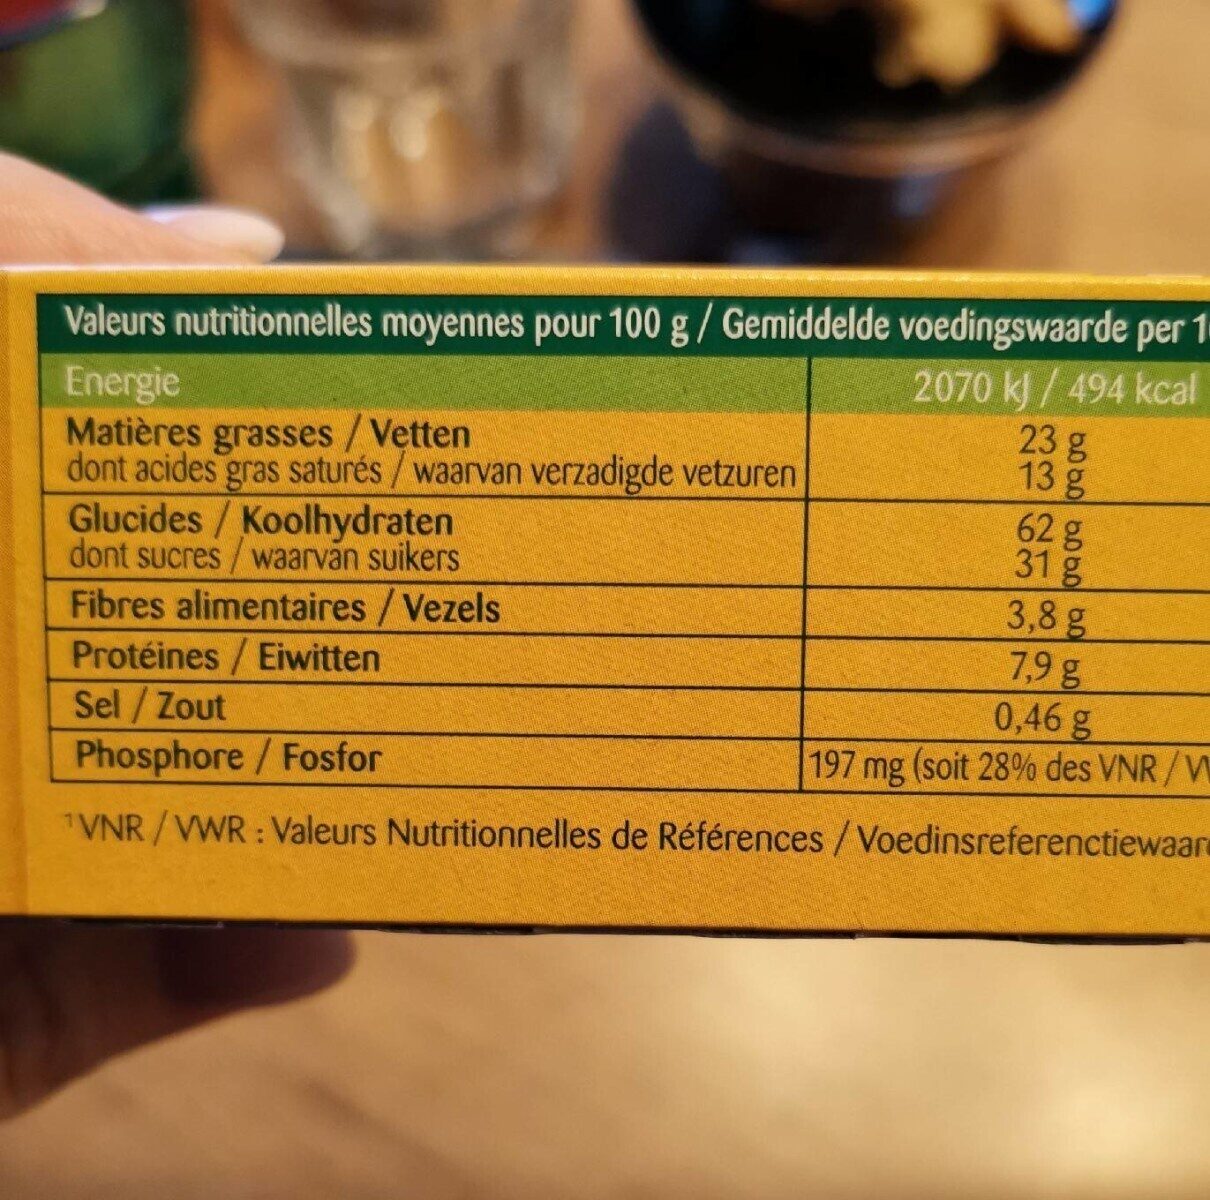 Valeurs nutritionnelles moyennes pour 100 g / Gemiddelde voedingswaarde per
Energie 2070 kJ / 494 kcal
Matières grasses / Vetten 23 g
dont acides gras saturés / waarvan verzadigde vetzuren 13 g
Glucides / Koolhydraten 62 g
dont sucres / waarvan suikers 31 g
Fibres alimentaires / Vezels 3,8 g
Protéines / Eiwitten 7,9 g
Sel / Zout 0,46 g
Phosphore / Fosfor 197 mg (soit 28% des VNR /
¹VNR / VWR : Valeurs Nutritionnelles de Références /